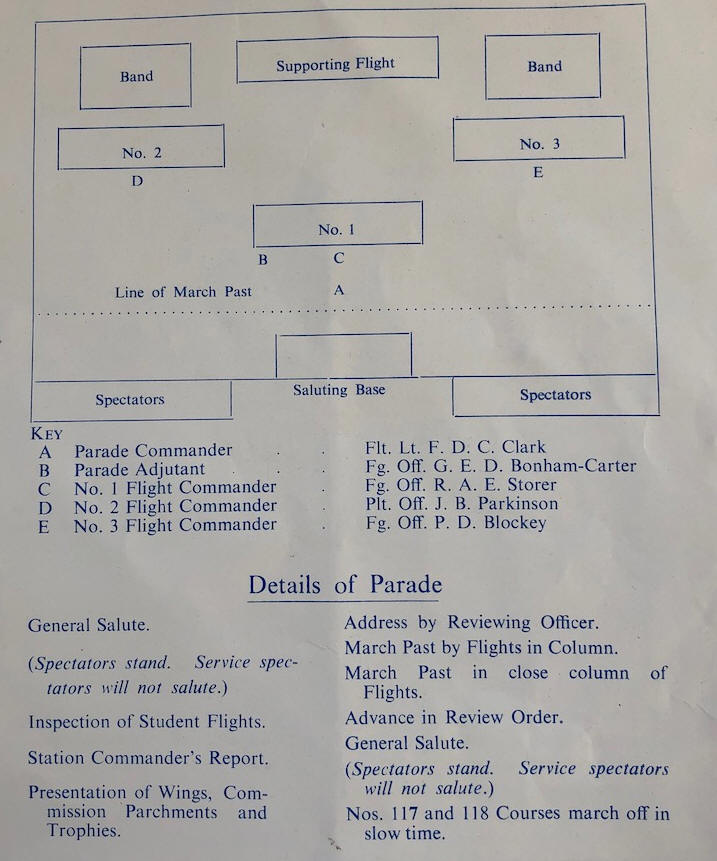 Band
Supporting Flight
Band
No. 2
No. 3
D
E
No. 1
B C
Line of March Past A
Saluting Base
Spectators
Spectators
KEY
A Parade Commander . . Flt. Lt. F. D. C. Clark
B Parade Adjutant . . Fg. Off. G. E. D. Bonham-Carter
C No. 1 Flight Commander . Fg. Off. R. A. E. Storer
D No. 2 Flight Commander . Plt. Off. J. B. Parkinson
E No. 3 Flight Commander . Fg. Off. P. D. Blockey
Details of Parade
General Salute.
(Spectators stand. Service spec-
tators will not salute.)
Inspection of Student Flights.
Station Commander's Report.
Presentation of Wings, Com-
mission Parchments and
Trophies.
Address by Reviewing Officer.
March Past by Flights in Column.
March Past in close column of
Flights.
Advance in Review Order.
General Salute.
(Spectators stand. Service spectators
will not salute.)
Nos. 117 and 118 Courses march off in
slow time.